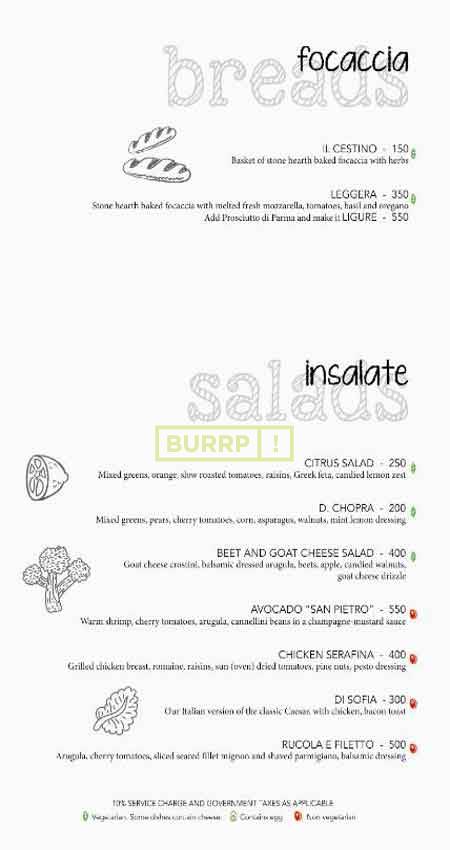 breads
focaccia
IL CESTINO - 150
Basket of stone hearth baked focaccia with herbs
LEGGERA - 350
Stone hearth baked focaccia with melted fresh mozzarella, tomatoes, basil and oregano
Add Prosciutto di Parma and make it LIGURE - 550
salads
insalate
BURRP !
CITRUS SALAD - 250
Mixed greens, orange, slow roasted tomatoes, raisins, Greek feta, candied lemon zest
D. CHOPRA - 200
Mixed greens, pears, cherry tomatoes, corn, asparagus, walnuts, mint lemon dressing
BEET AND GOAT CHEESE SALAD - 400
Goat cheese crostini, balsamic dressed arugula, beets, apple, candied walnuts,
goat cheese drizzle
AVOCADO "SAN PIETRO" - 550
Warm shrimp, cherry tomatoes, arugula, cannellini beans in a champagne-mustard sauce
CHICKEN SERAFINA - 400
Grilled chicken breast, romaine, raisins, sun (oven) dried tomatoes, pine nuts, pesto dressing
DI SOFIA - 300
Our Italian version of the classic Caesar, with chicken, bacon toast
RUCOLA E FILETTO - 500
Arugula, cherry tomatoes, sliced seared fillet mignon and shaved parmigiano, balsamic dressing
10% SERVICE CHARGE AND GOVERNMENT TAXES AS APPLICABLE
Vegetarian. Some dishes contain cheese. Contains egg Non vegetarian